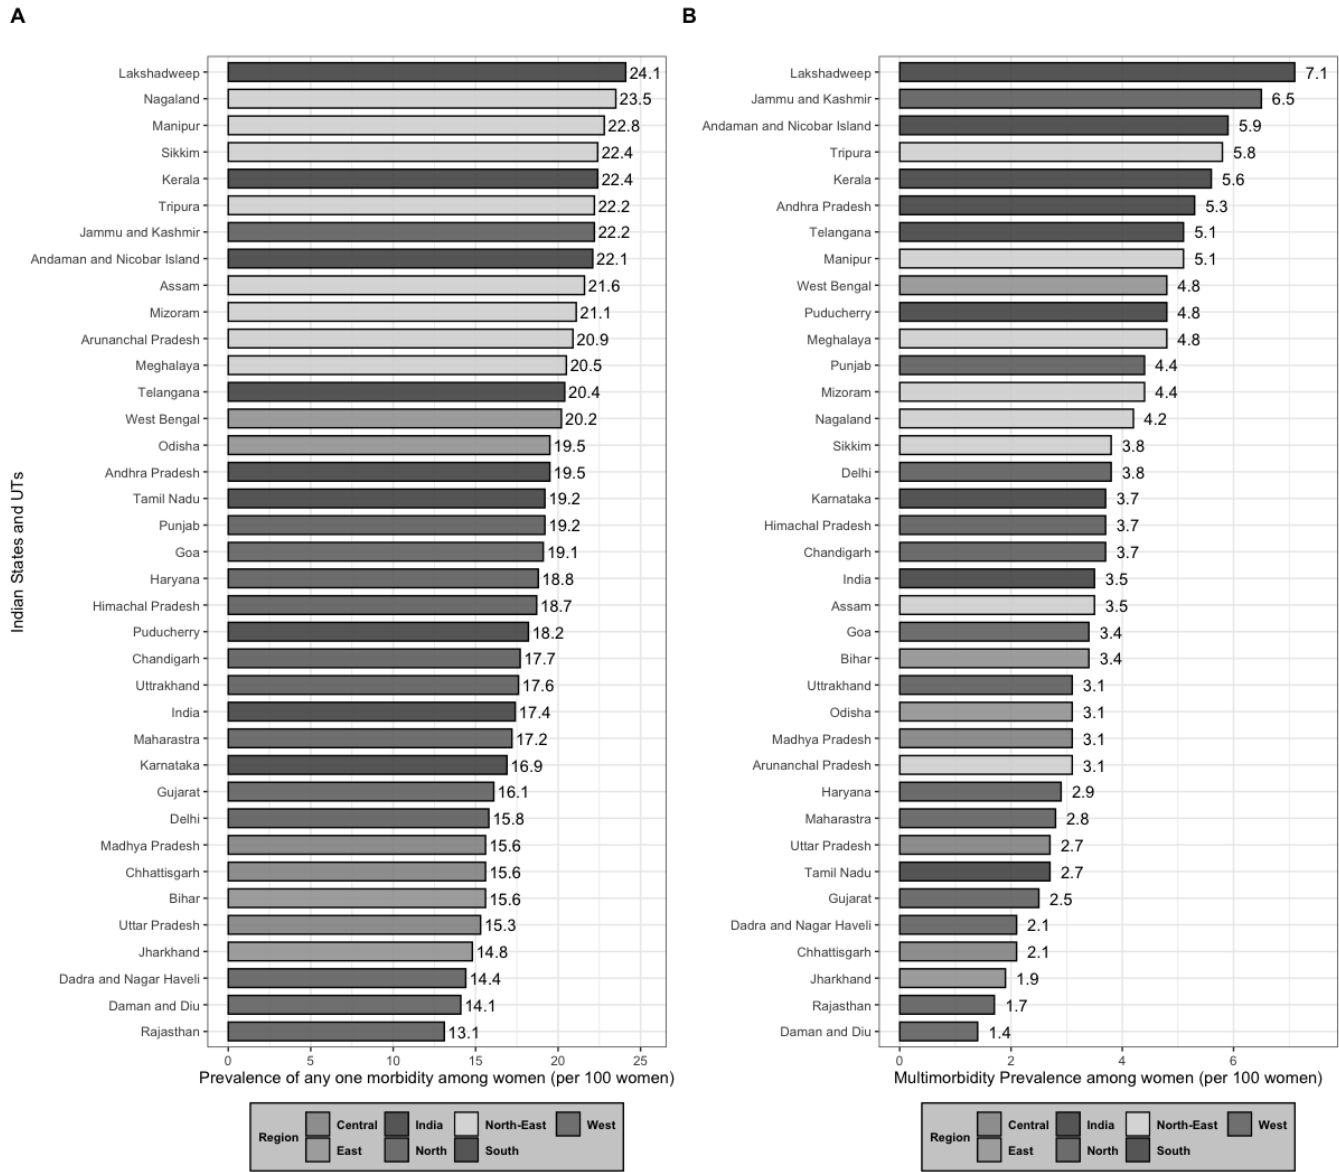 A
Indian States and UTs
Lakshadweep 24.1
Nagaland 23.5
Manipur 22.8
Sikkim 22.4
Kerala 22.4
Tripura 22.2
Jammu and Kashmir 22.2
Andaman and Nicobar Island 22.1
Assam 21.6
Mizoram 21.1
Arunanchal Pradesh 20.9
Meghalaya 20.5
Telangana 20.4
West Bengal 20.2
Odisha 19.5
Andhra Pradesh 19.5
Tamil Nadu 19.2
Punjab 19.2
Goa 19.1
Haryana 18.8
Himachal Pradesh 18.7
Puducherry 18.2
Chandigarh 17.7
Uttrakhand 17.6
India 17.4
Maharastra 17.2
Karnataka 16.9
Gujarat 16.1
Delhi 15.8
Madhya Pradesh 15.6
Chhattisgarh 15.6
Bihar 15.6
Uttar Pradesh 15.3
Jharkhand 14.8
Dadra and Nagar Haveli 14.4
Daman and Diu 14.1
Rajasthan 13.1
0 5 10 15 20 25
Prevalence of any one morbidity among women (per 100 women)
Region
Central India North-East West
East North South
B
Lakshadweep 7.1
Jammu and Kashmir 6.5
Andaman and Nicobar Island 5.9
Tripura 5.8
Kerala 5.6
Andhra Pradesh 5.3
Telangana 5.1
Manipur 5.1
West Bengal 4.8
Puducherry 4.8
Meghalaya 4.8
Punjab 4.4
Mizoram 4.4
Nagaland 4.2
Sikkim 3.8
Delhi 3.8
Karnataka 3.7
Himachal Pradesh 3.7
Chandigarh 3.7
India 3.5
Assam 3.5
Goa 3.4
Bihar 3.4
Uttrakhand 3.1
Odisha 3.1
Madhya Pradesh 3.1
Arunanchal Pradesh 3.1
Haryana 2.9
Maharastra 2.8
Uttar Pradesh 2.7
Tamil Nadu 2.7
Gujarat 2.5
Dadra and Nagar Haveli 2.1
Chhattisgarh 2.1
Jharkhand 1.9
Rajasthan 1.7
Daman and Diu 1.4
0 2 4 6
Multimorbidity Prevalence among women (per 100 women)
Region
Central India North-East West
East North South